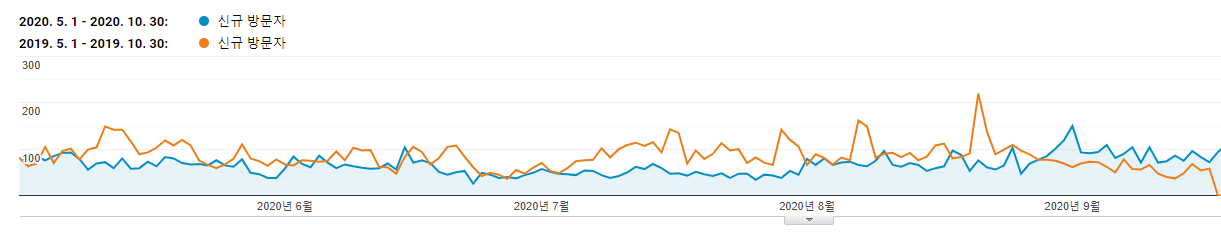 2020. 5. 1 - 2020. 10. 30: 신규 방문자
2019. 5. 1 - 2019. 10. 30: 신규 방문자
300
200
100
2020년 6월 2020년 7월 2020년 8월 2020년 9월